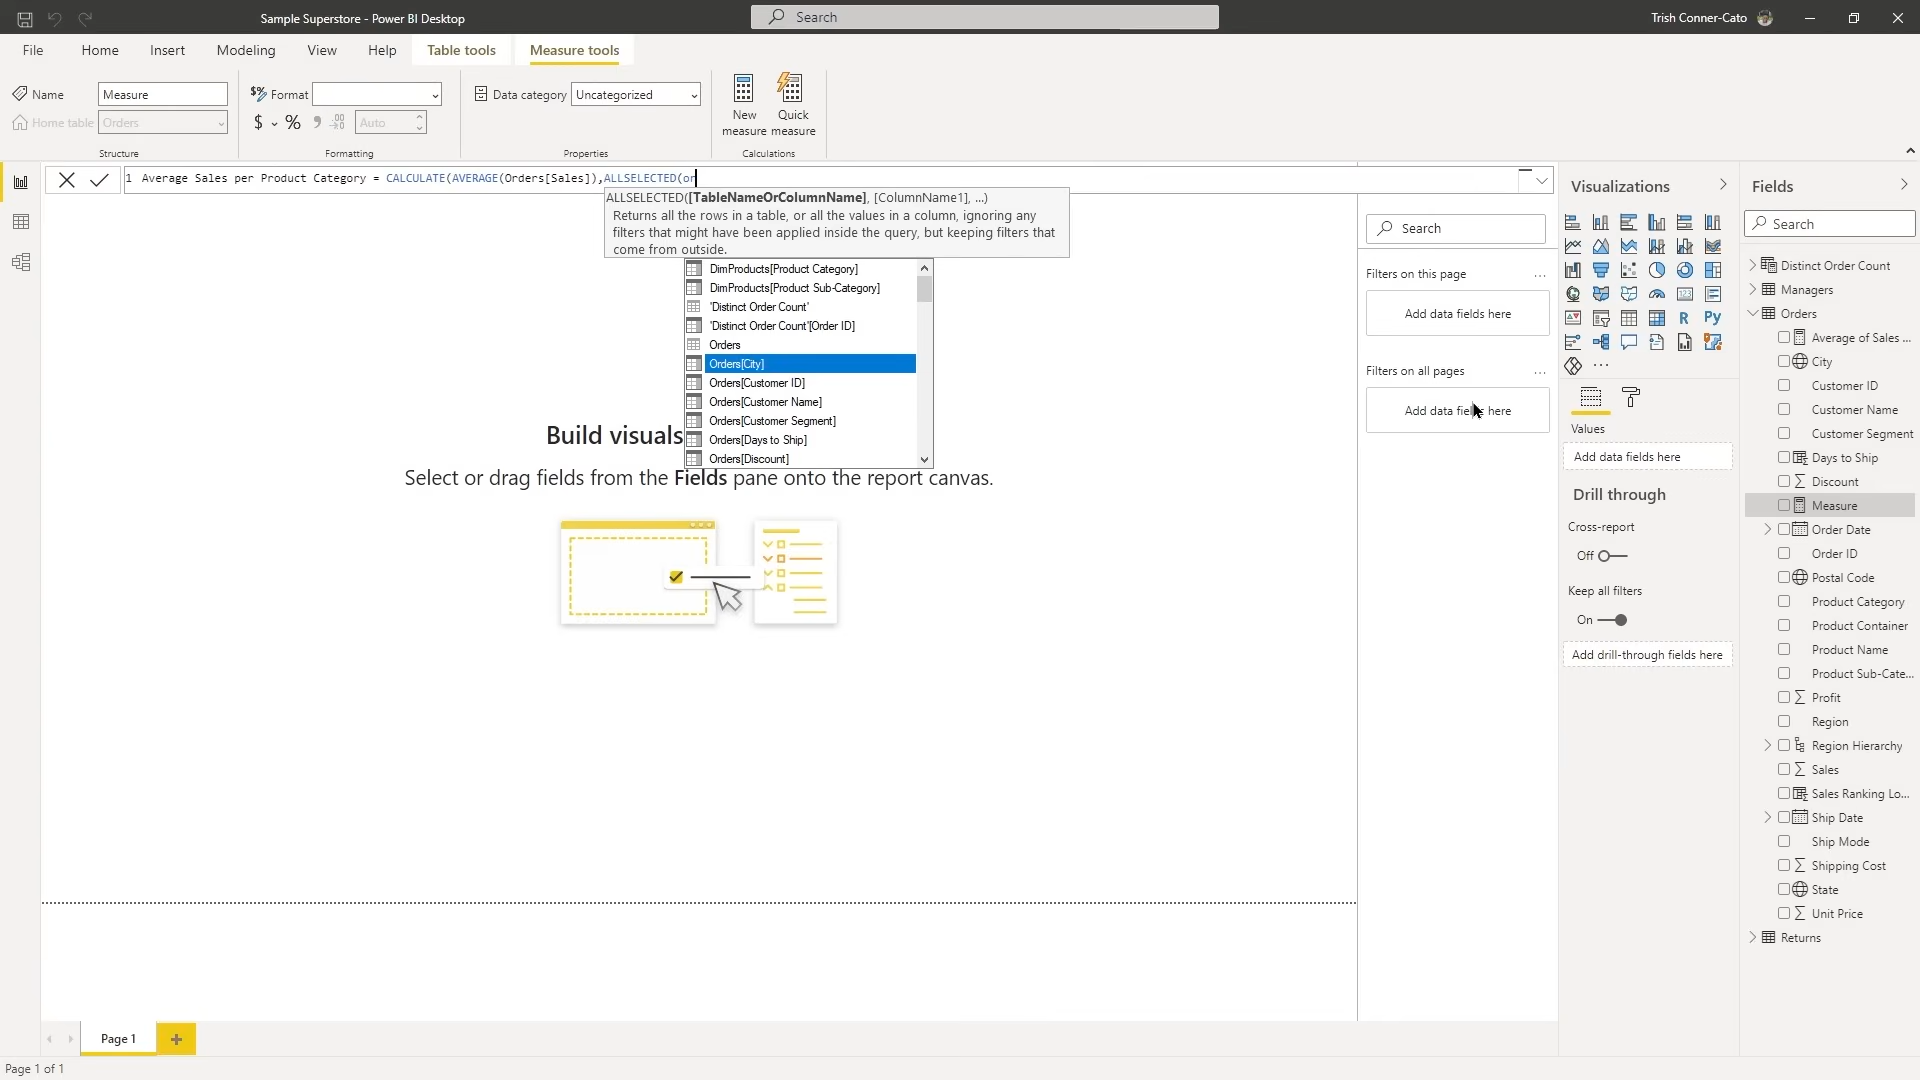 Sample Superstore - Power BI Desktop
Search
Trish Conner-Cato
File
Home
Insert
Modeling
View
Help
Table tools
Measure tools
Name
Measure
Home table
Orders
Structure
$% Format
$ % 9 .00
Auto
Formatting
Data category
Uncategorized
Properties
New measure
Quick measure
Calculations
1 Average Sales per Product Category = CALCULATE(AVERAGE(Orders[Sales]),ALLSELECTED(or
ALLSELECTED([TableNameOrColumnName], [ColumnName1], ...)
Returns all the rows in a table, or all the values in a column, ignoring any
filters that might have been applied inside the query, but keeping filters that
come from outside.
DimProducts[Product Category]
DimProducts[Product Sub-Category]
'Distinct Order Count'
'Distinct Order Count'[Order ID]
Orders
Orders[City]
Orders[Customer ID]
Orders[Customer Name]
Orders[Customer Segment]
Orders[Days to Ship]
Orders[Discount]
Build visuals
Select or drag fields from the Fields pane onto the report canvas.
Search
Filters on this page
...
Add data fields here
Filters on all pages
...
Add data fields here
Visualizations
R
Py
...
Values
Add data fields here
Drill through
Cross-report
Off
Keep all filters
On
Add drill-through fields here
Fields
Search
Distinct Order Count
Managers
Orders
Average of Sales ...
City
Customer ID
Customer Name
Customer Segment
Days to Ship
Discount
Measure
Order Date
Order ID
Postal Code
Product Category
Product Container
Product Name
Product Sub-Cate...
Profit
Region
Region Hierarchy
Sales
Sales Ranking Lo...
Ship Date
Ship Mode
Shipping Cost
State
Unit Price
Returns
Page 1
+
Page 1 of 1